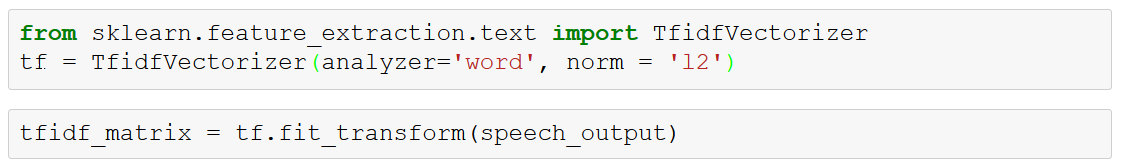 from sklearn.feature_extraction.text import TfidfVectorizer
tf = TfidfVectorizer(analyzer='word', norm = 'l2')
tfidf_matrix = tf.fit_transform(speech_output)